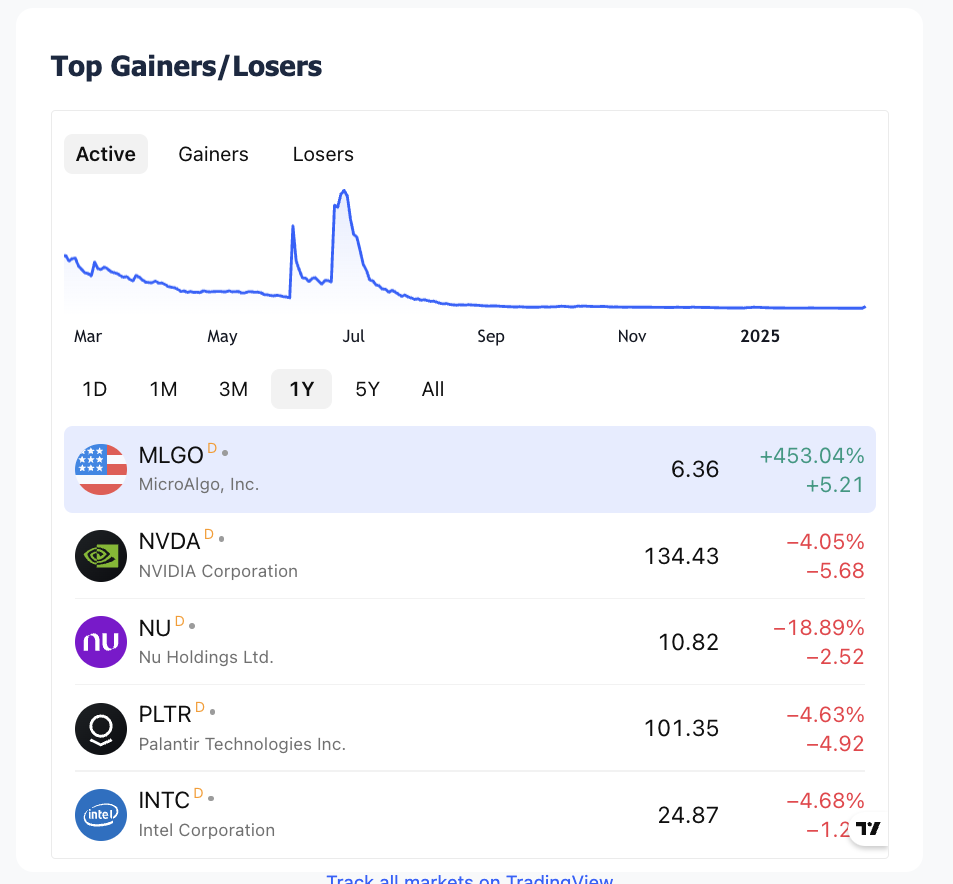 Top Gainers/Losers
Active Gainers Losers
Mar May Jul Sep Nov 2025
1D 1M 3M 1Y 5Y All
MLGO D
MicroAlgo, Inc.
6.36
+453.04%
+5.21
NVDA D
NVIDIA Corporation
134.43
−4.05%
−5.68
nu
NU D
Nu Holdings Ltd.
10.82
−18.89%
−2.52
PLTR D
Palantir Technologies Inc.
101.35
−4.63%
−4.92
intel
INTC D
Intel Corporation
24.87
−4.68%
−1.2
Track all markets on TradingView